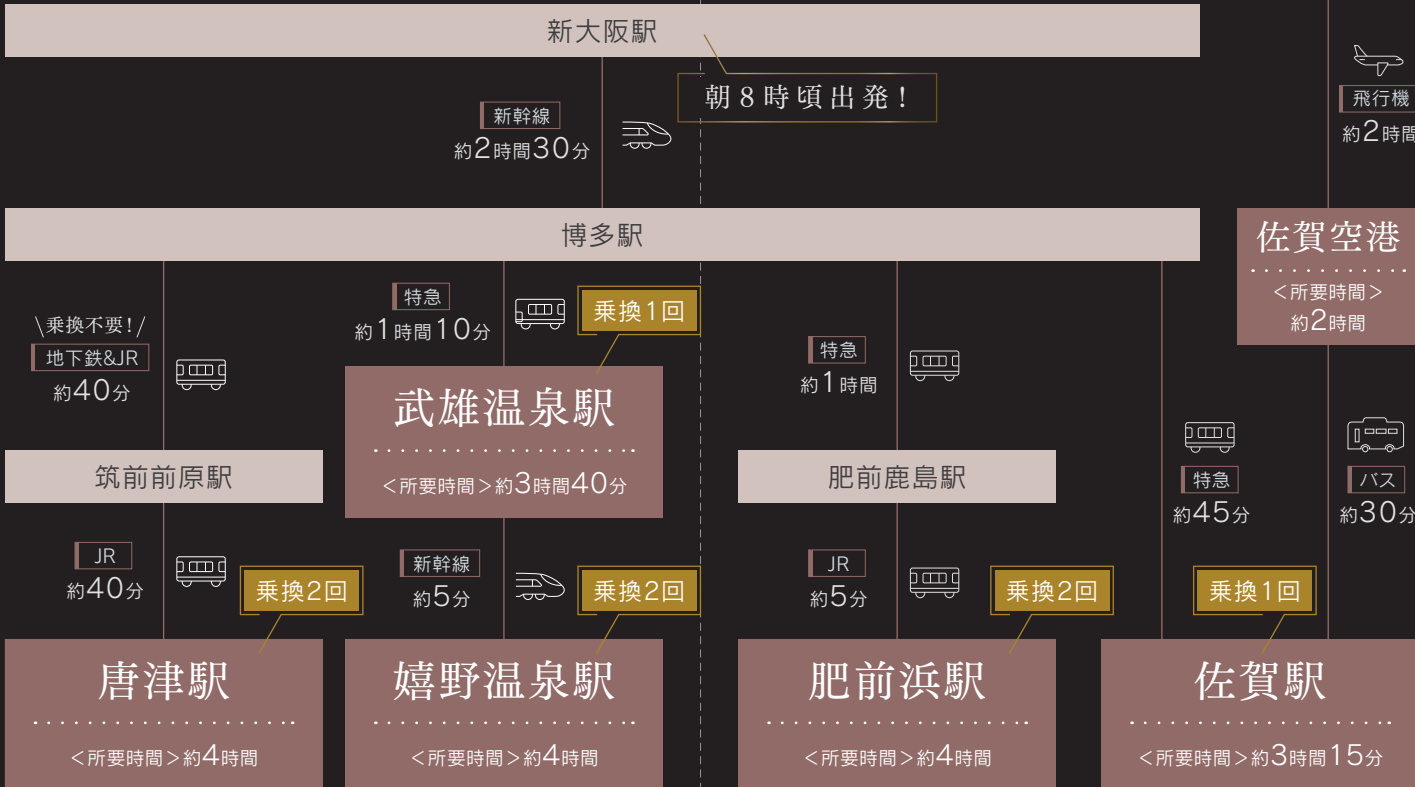 新大阪駅
朝8時頃出発！
新幹線
約2時間30分
飛行機
約2時間
博多駅
佐賀空港
＜所要時間＞
約2時間
\乗換不要！/
地下鉄&JR
約40分
特急
約1時間10分
乗換1回
武雄温泉駅
＜所要時間＞約3時間40分
特急
約1時間
筑前前原駅
肥前鹿島駅
特急
約45分
バス
約30分
JR
約40分
乗換2回
新幹線
約5分
乗換2回
JR
約5分
乗換2回
乗換1回
唐津駅
＜所要時間＞約4時間
嬉野温泉駅
＜所要時間＞約4時間
肥前浜駅
＜所要時間＞約4時間
佐賀駅
＜所要時間＞約3時間15分